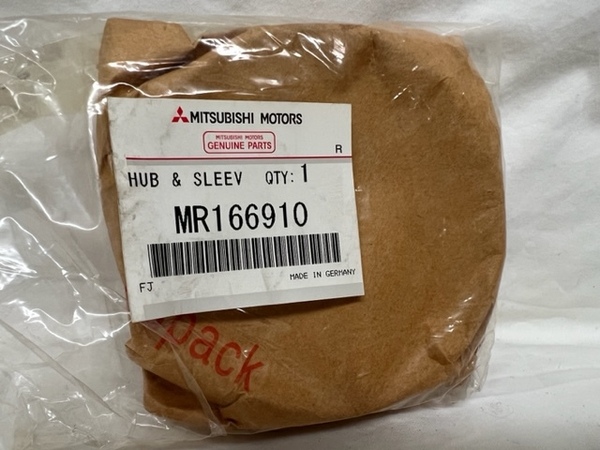 MITSUBISHI MOTORS
MITSUBISHI MOTORS
GENUINE PARTS
R
HUB & SLEEV QTY: 1
MR166910
FJ MADE IN GERMANY
pack